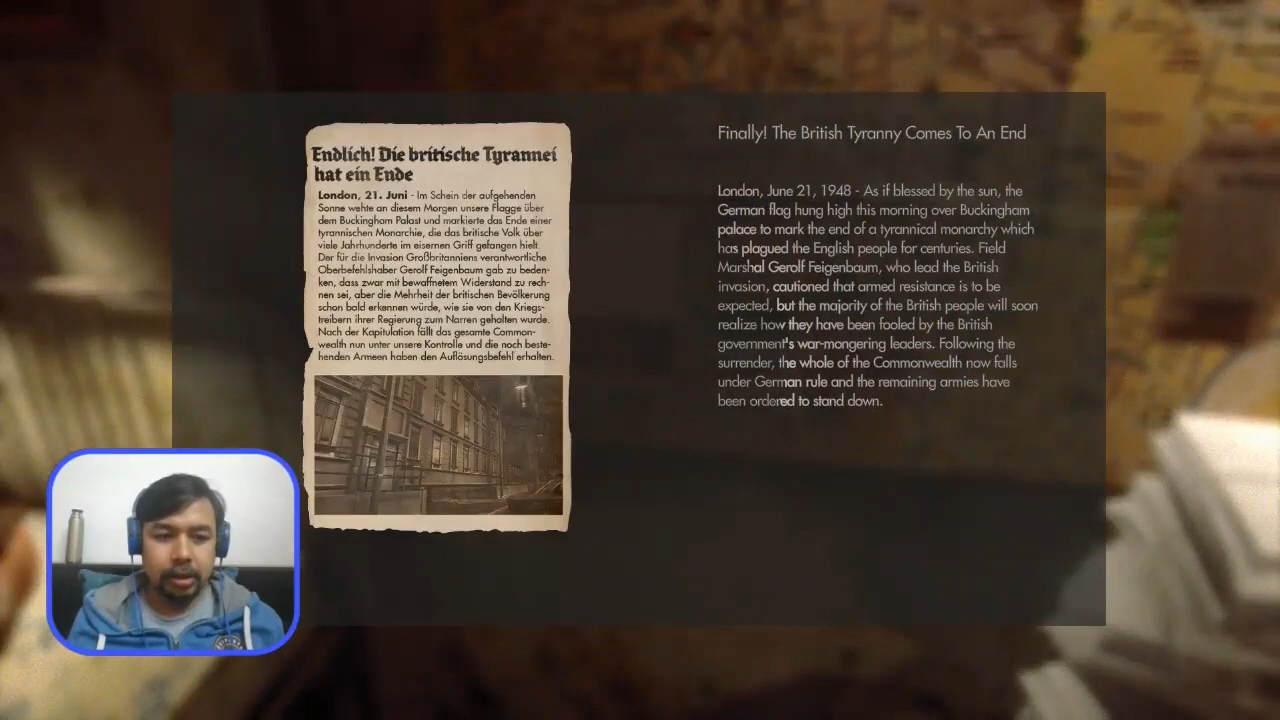 Endlich! Die britische Tyrannei
hat ein Ende
London, 21. Juni - Im Schein der aufgehenden
Sonne wehte an diesem Morgen unsere Flagge über
dem Buckingham Palast und markierte das Ende einer
tyrannischen Monarchie, die das britische Volk über
viele Jahrhunderte im eisernen Griff gefangen hielt.
Der für die Invasion Großbritanniens verantwortliche
Oberbefehlshaber Gerolf Feigenbaum gab zu beden-
ken, dass zwar mit bewaffnetem Widerstand zu rech-
nen sei, aber die Mehrheit der britischen Bevölkerung
schon bald erkennen würde, wie sie von den Kriegs-
treibern ihrer Regierung zum Narren gehalten wurde.
Nach der Kapitulation fällt das gesamte Common-
wealth nun unter unsere Kontrolle und die noch beste-
henden Armeen haben den Auflösungsbefehl erhalten.
Finally! The British Tyranny Comes To An End
London, June 21, 1948 - As if blessed by the sun, the
German flag hung high this morning over Buckingham
palace to mark the end of a tyrannical monarchy which
has plagued the English people for centuries. Field
Marshal Gerolf Feigenbaum, who lead the British
invasion, cautioned that armed resistance is to be
expected, but the majority of the British people will soon
realize how they have been fooled by the British
government's war-mongering leaders. Following the
surrender, the whole of the Commonwealth now falls
under German rule and the remaining armies have
been ordered to stand down.